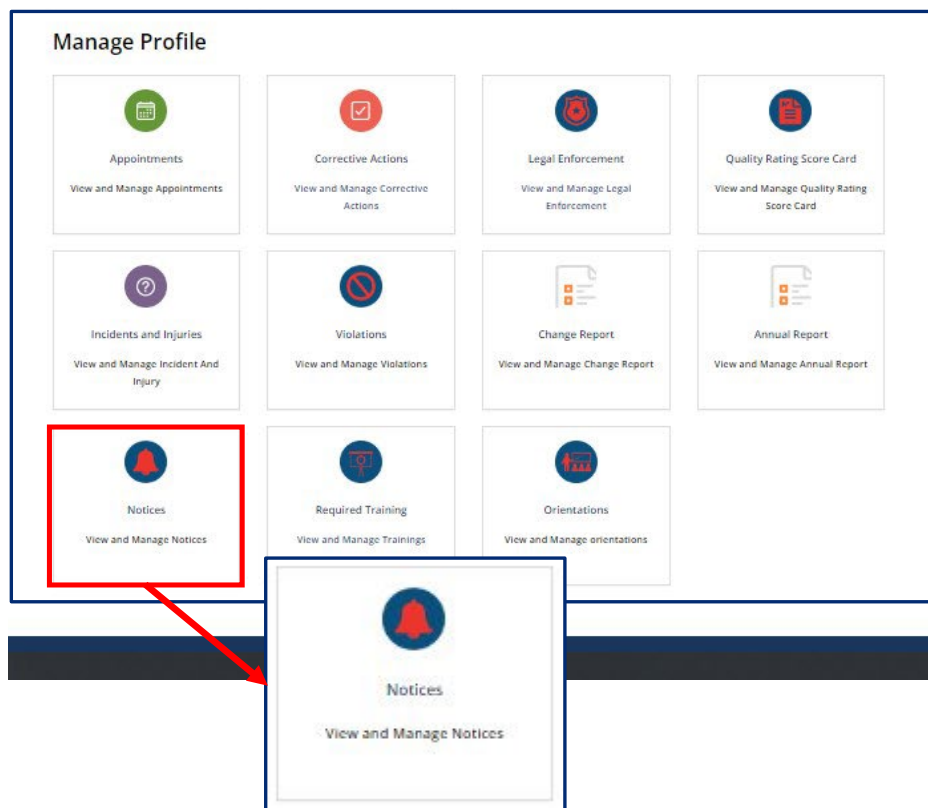 Manage Profile
Appointments
View and Manage Appointments
Corrective Actions
View and Manage Corrective
Actions
Legal Enforcement
View and Manage Legal
Enforcement
Quality Rating Score Card
View and Manage Quality Rating
Score Card
Incidents and Injuries
View and Manage Incident And
Injury
Violations
View and Manage Violations
Change Report
View and Manage Change Report
Annual Report
View and Manage Annual Report
Notices
View and Manage Notices
Required Training
View and Manage Trainings
Orientations
View and Manage orientations
Notices
View and Manage Notices